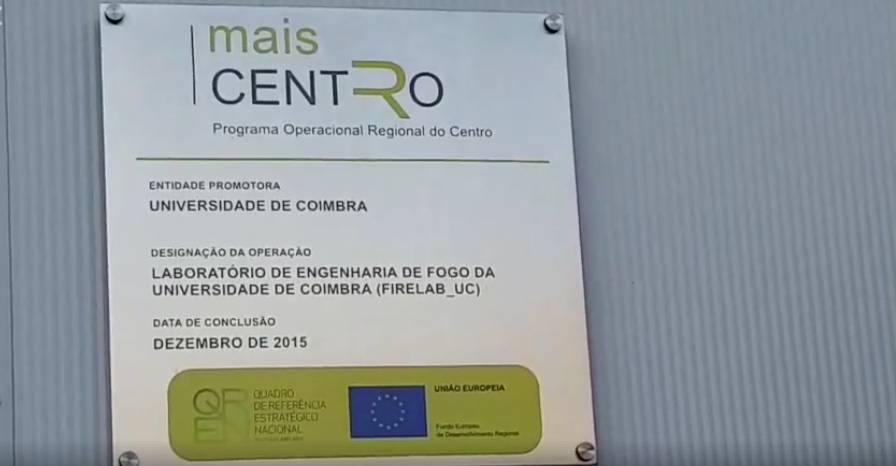 mais
CENTRO
Programa Operacional Regional do Centro
ENTIDADE PROMOTORA
UNIVERSIDADE DE COIMBRA
DESIGNAÇÃO DA OPERAÇÃO
LABORATÓRIO DE ENGENHARIA DE FOGO DA
UNIVERSIDADE DE COIMBRA (FIRELAB_UC)
DATA DE CONCLUSÃO
DEZEMBRO DE 2015
QREN
QUADRO
DE REFERÊNCIA
ESTRATÉGICO
NACIONAL
UNIÃO EUROPEIA
Fundo Europeu
de Desenvolvimento Regional